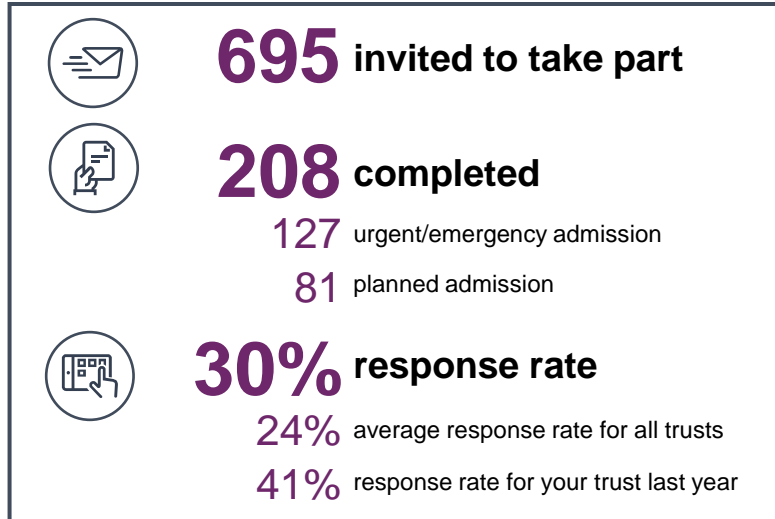 695 invited to take part
208 completed
127 urgent/emergency admission
81 planned admission
30% response rate
24% average response rate for all trusts
41% response rate for your trust last year